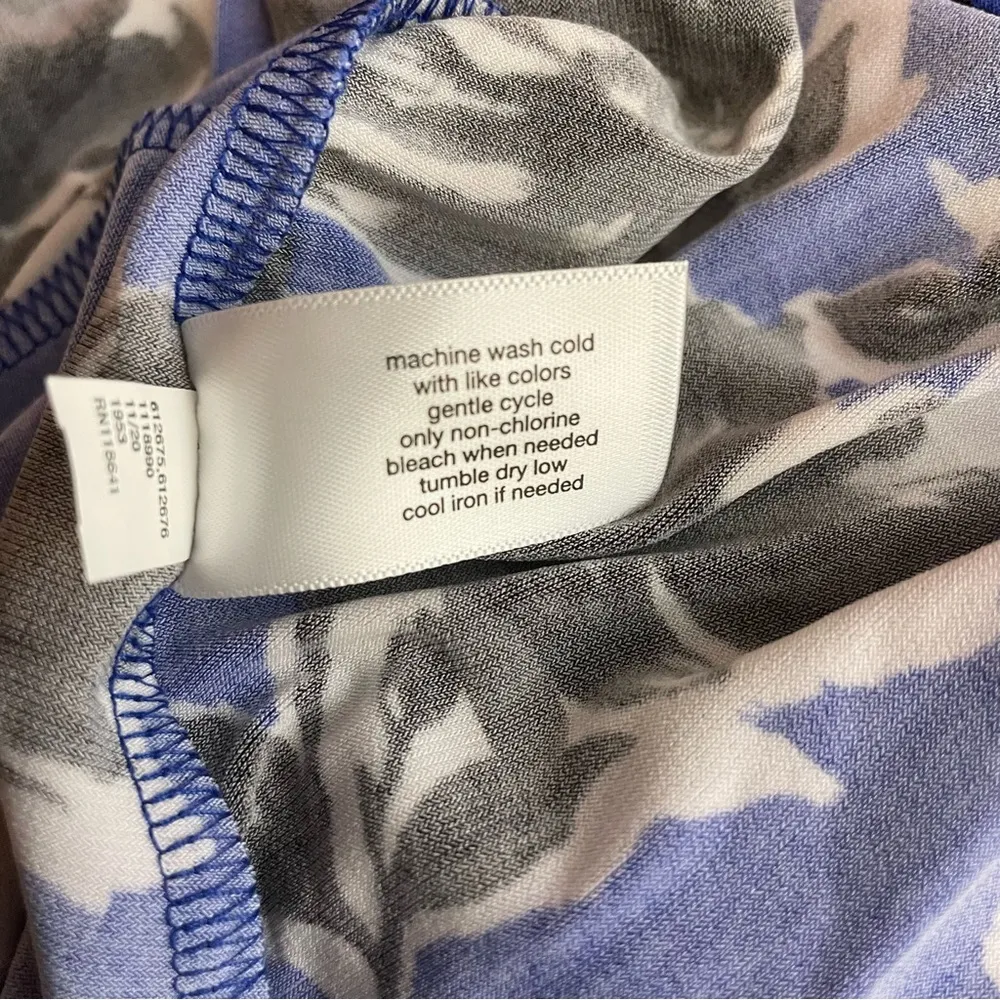 machine wash cold
with like colors
gentle cycle
only non-chlorine
bleach when needed
tumble dry low
cool iron if needed
612675,612676
1118990
11/20
1953
RN118641